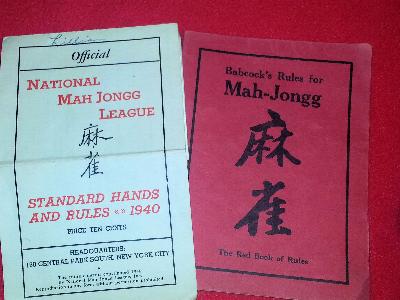 Official
NATIONAL
MAH JONGG
LEAGUE
麻
雀
STANDARD HANDS
AND RULES «» 1940
PRICE TEN CENTS
HEADQUARTERS:
CENTRAL PARK SOUTH, NEW YORK CITY
Babcock's Rules for
Mah-Jongg
麻
雀
The Red Book of Rules